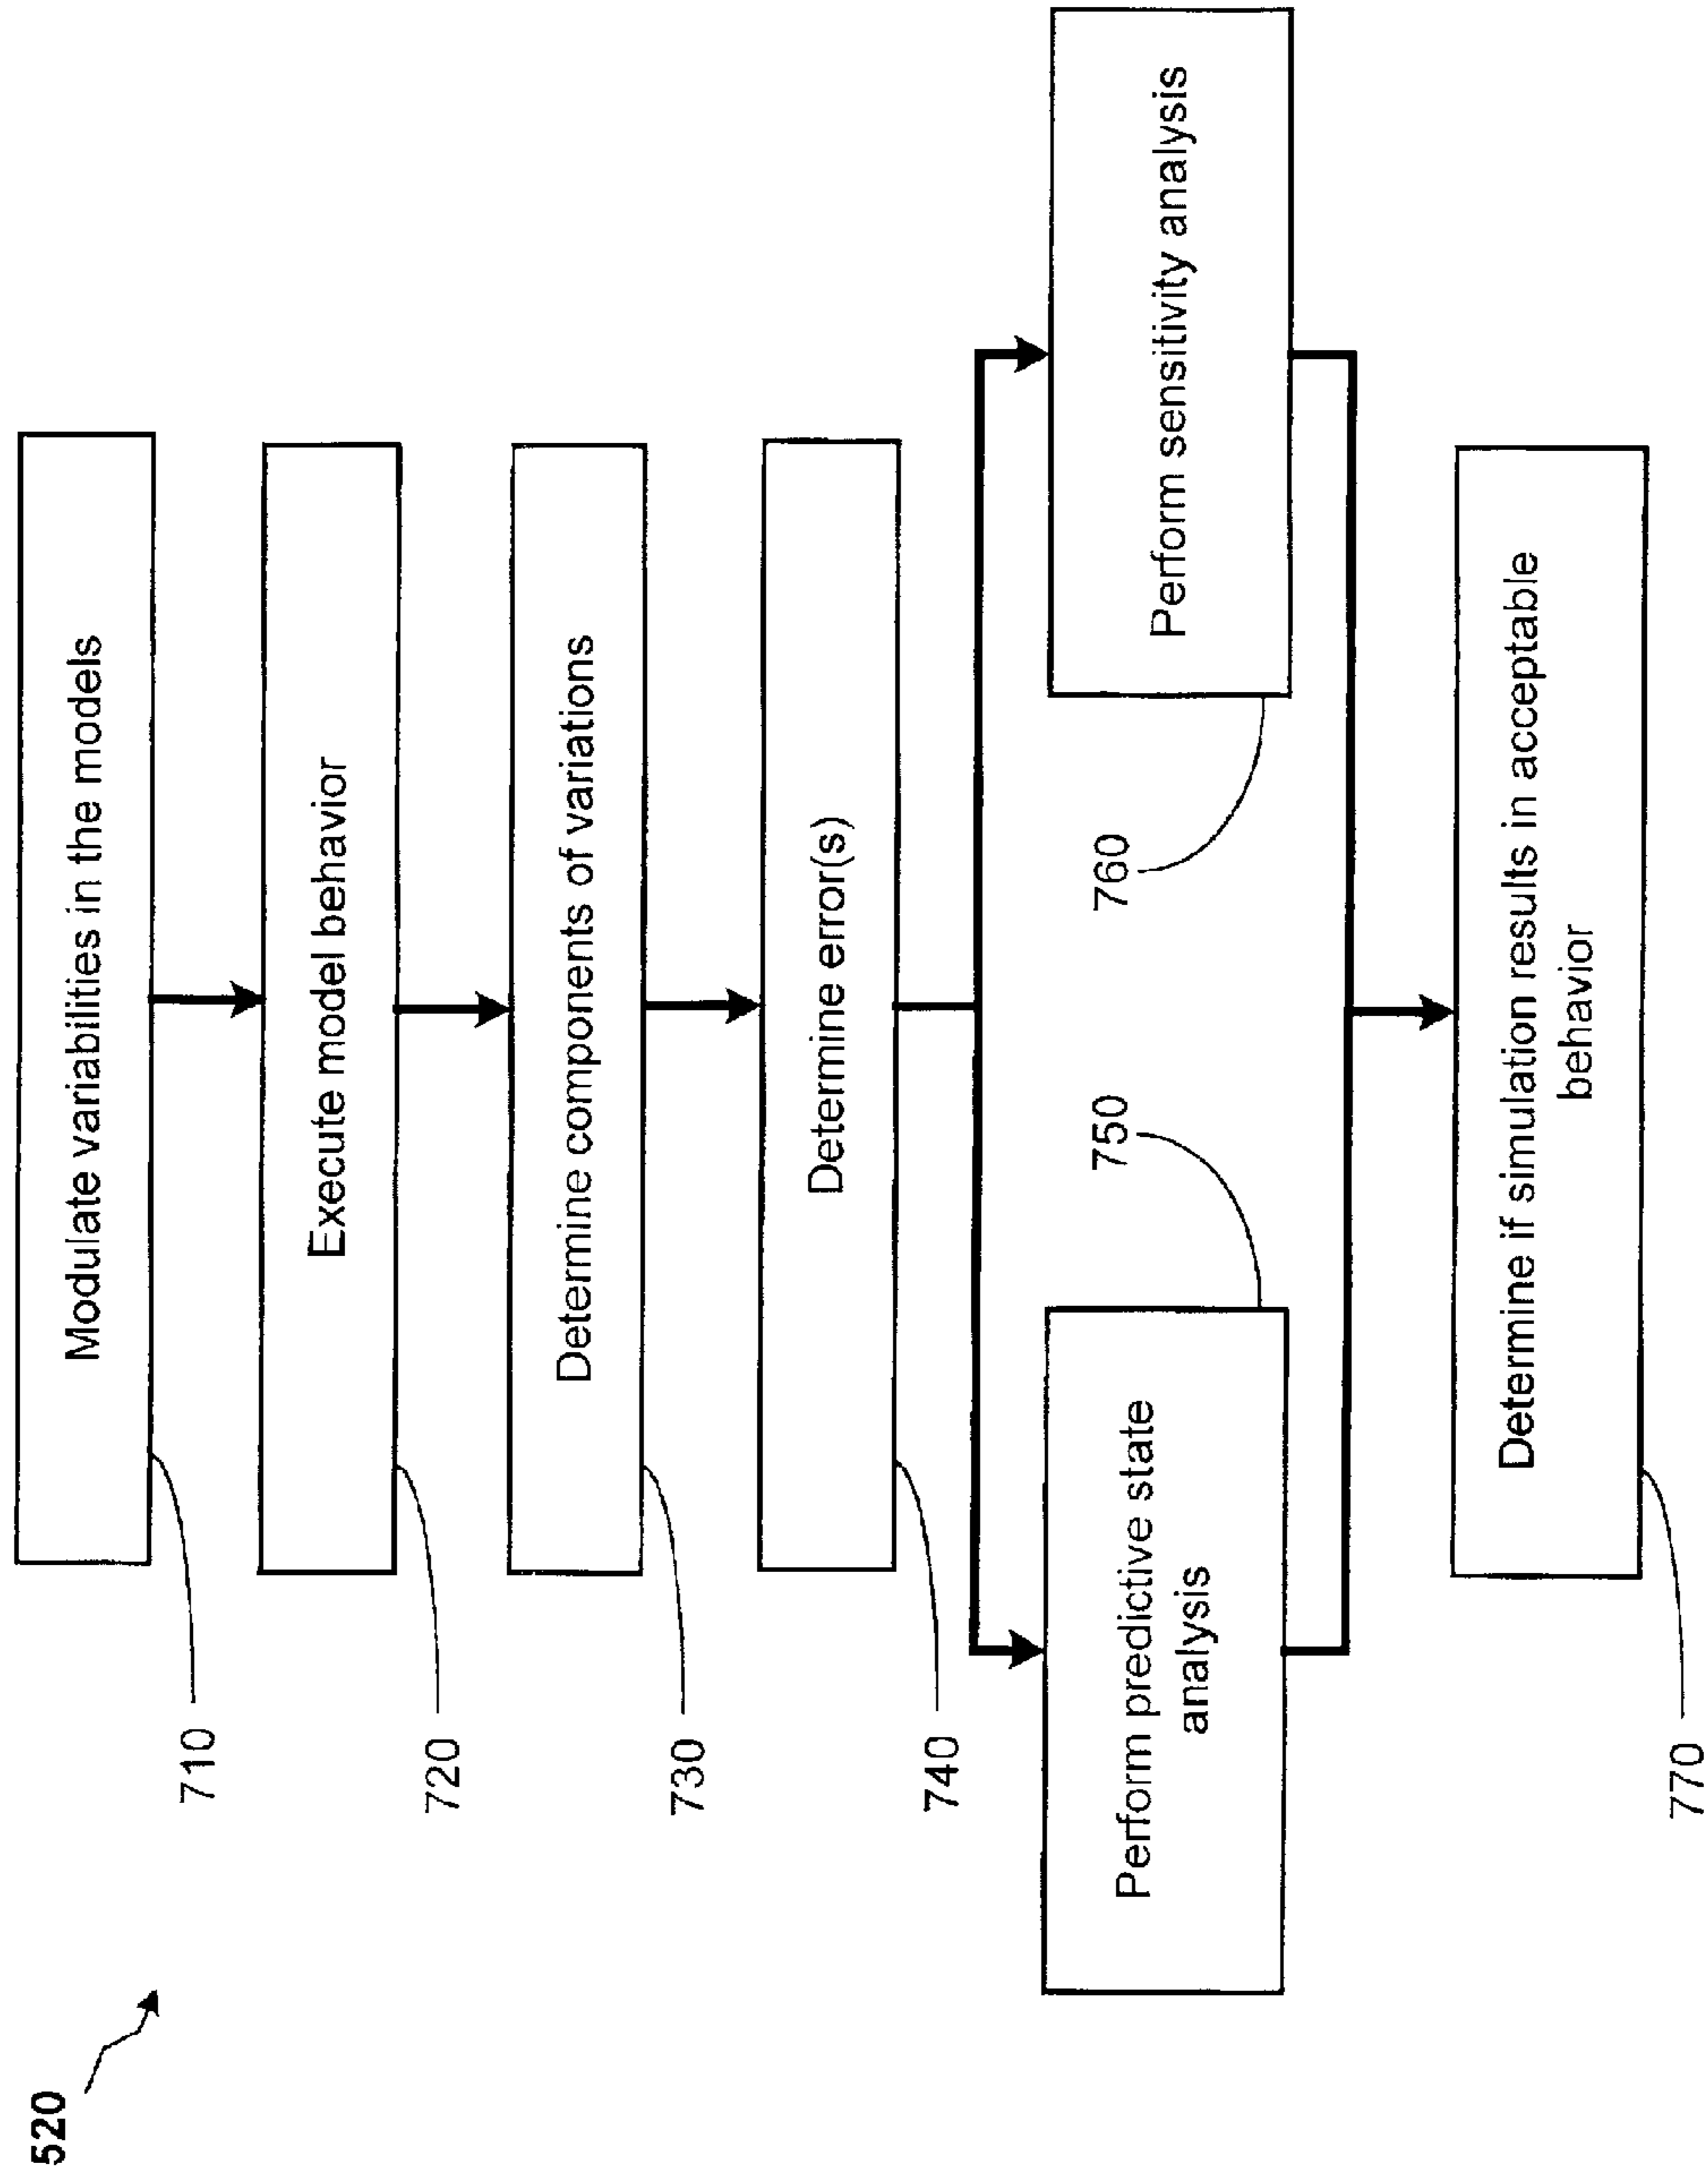 520
Modulate variabilities in the models
710
Execute model behavior
720
Determine components of variations
730
Determine error(s)
740
Perform predictive state
analysis
750
Perform sensitivity analysis
760
Determine if simulation results in acceptable
behavior
770